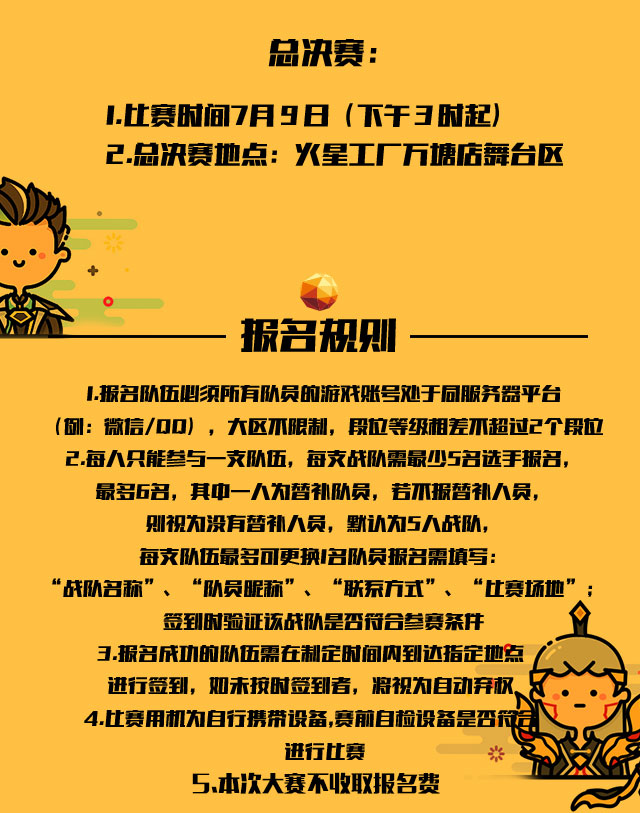 总决赛：
1.比赛时间7月9日（下午3时起）
2.总决赛地点：火星工厂万塘店舞台区
报名规则
1.报名队伍必须所有队员的游戏账号处于同服务器平台
（例：微信/QQ），大区不限制，段位等级相差不超过2个段位
2.每人只能参与一支队伍，每支战队需最少5名选手报名，
最多6名，其中一人为替补队员，若不报替补人员，
则视为没有替补人员，默认为5人战队，
每支队伍最多可更换1名队员报名需填写：
“战队名称”、“队员昵称”、“联系方式”、“比赛场地”；
签到时验证该战队是否符合参赛条件
3.报名成功的队伍需在制定时间内到达指定地点
进行签到，如未按时签到者，将视为自动弃权
4.比赛用机为自行携带设备,赛前自检设备是否符合
进行比赛
5、本次大赛不收取报名费